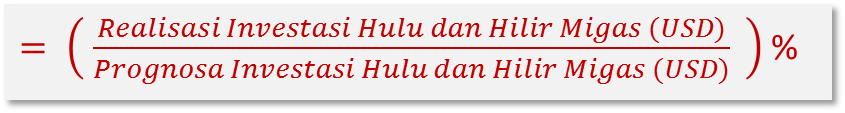 = ( Realisasi Investasi Hulu dan Hilir Migas (USD)
Prognosa Investasi Hulu dan Hilir Migas (USD) ) %